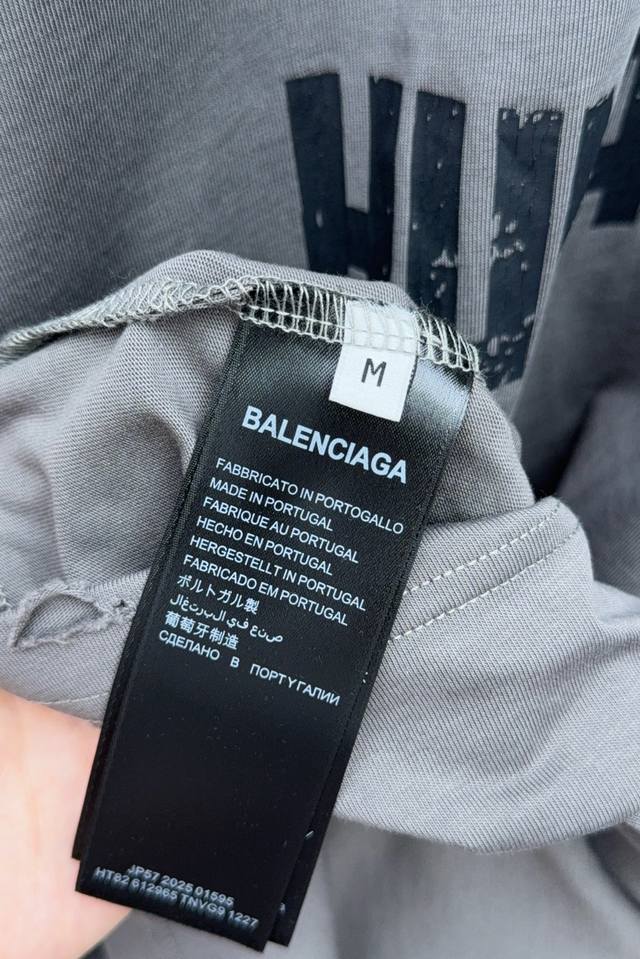 M
BALENCIAGA
FABBRICATO IN PORTOGALLO
MADE IN PORTUGAL
FABRIQUE AU PORTUGAL
HECHO EN PORTUGAL
HERGESTELLT IN PORTUGAL
FABRICADO EM PORTUGAL
ポルトガル製
صنع في البرتغال
葡萄牙制造
СДЕЛАНО В ПОРТУГАЛИИ
JP57 2025 01595
HT82 612965 TNVG9 1227